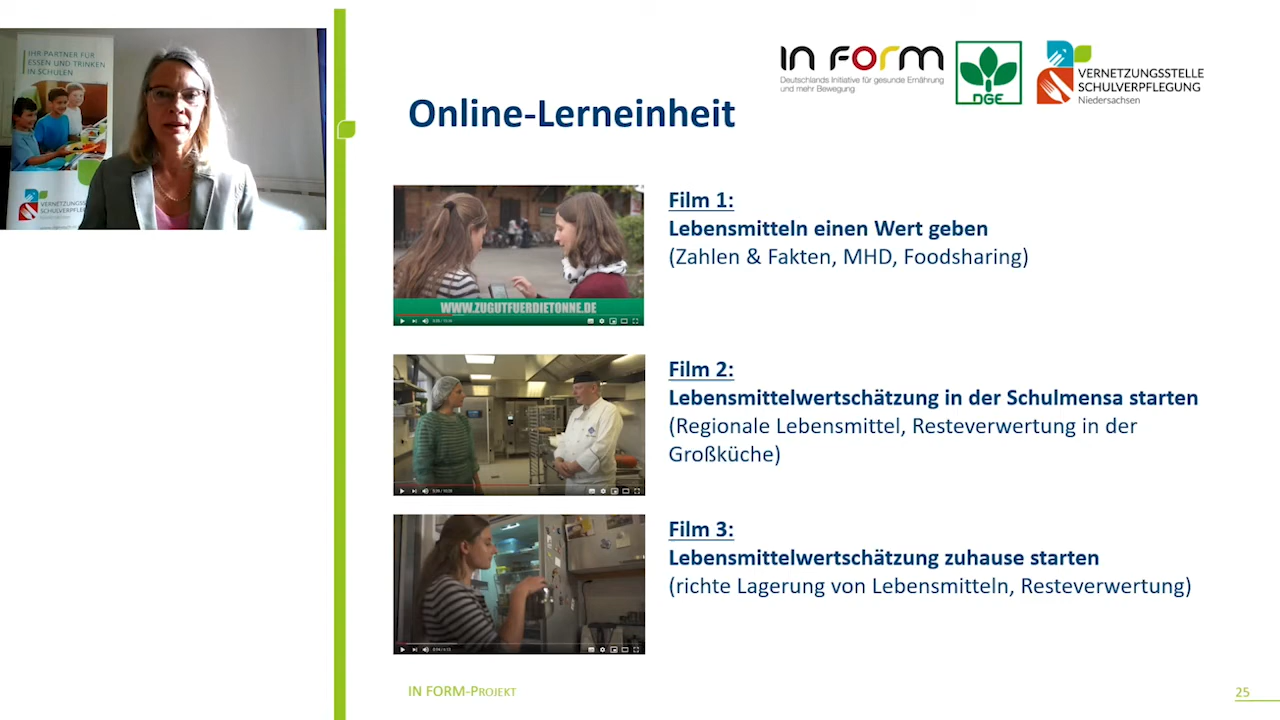 IHR PARTNER FÜR
ESSEN UND TRINKEN
IN SCHULEN
VERNETZUNGSSTELLE
SCHULVERPFLEGUNG
IN FORM
Deutschlands Initiative für gesunde Ernährung
und mehr Bewegung
DGE
VERNETZUNGSSTELLE
SCHULVERPFLEGUNG
Niedersachsen
Online-Lerneinheit
WWW.ZUGUTFUERDIETONNE.DE
Film 1:
Lebensmitteln einen Wert geben
(Zahlen & Fakten, MHD, Foodsharing)
Film 2:
Lebensmittelwertschätzung in der Schulmensa starten
(Regionale Lebensmittel, Resteverwertung in der
Großküche)
Film 3:
Lebensmittelwertschätzung zuhause starten
(richte Lagerung von Lebensmitteln, Resteverwertung)
IN FORM-PROJEKT
25